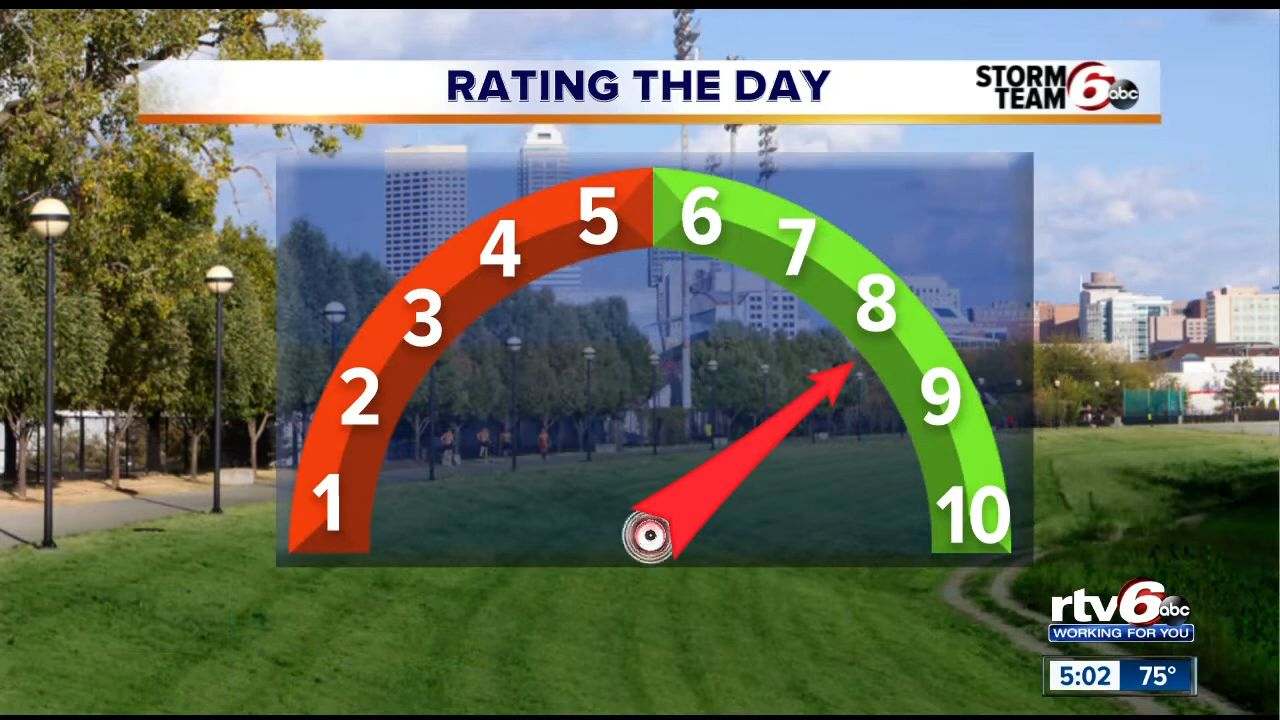 RATING THE DAY
STORM
TEAM 6 abc
1
2
3
4
5
6
7
8
9
10
rtv6 abc
WORKING FOR YOU
5:02 75°